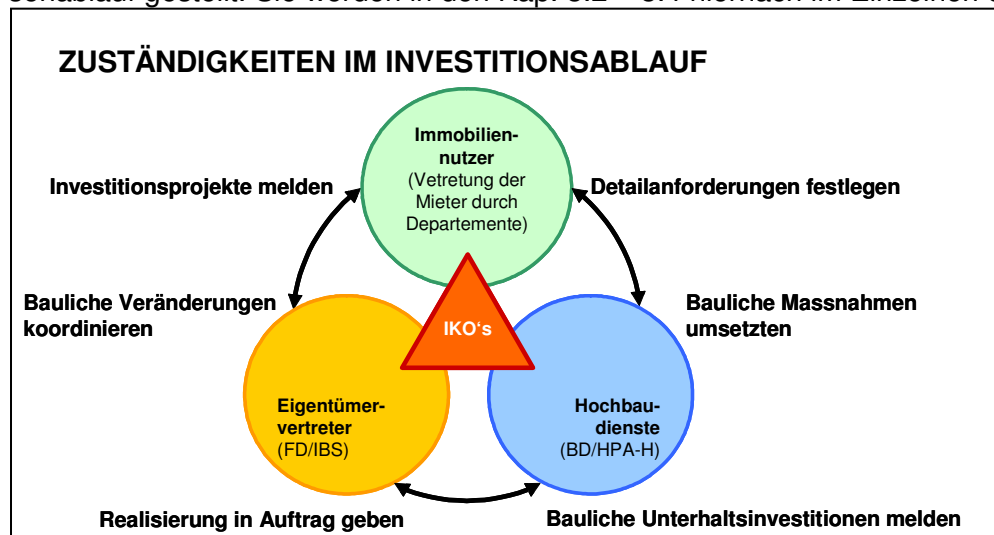 ZUSTÄNDIGKEITEN IM INVESTITIONSABLAUF
Immobilien-
nutzer
(Vetretung der
Mieter durch
Departemente)
Investitionsprojekte melden
Detailanforderungen festlegen
Bauliche Veränderungen
koordinieren
Bauliche Massnahmen
umsetzten
IKO's
Eigentümer-
vertreter
(FD/IBS)
Hochbau-
dienste
(BD/HPA-H)
Realisierung in Auftrag geben
Bauliche Unterhaltsinvestitionen melden